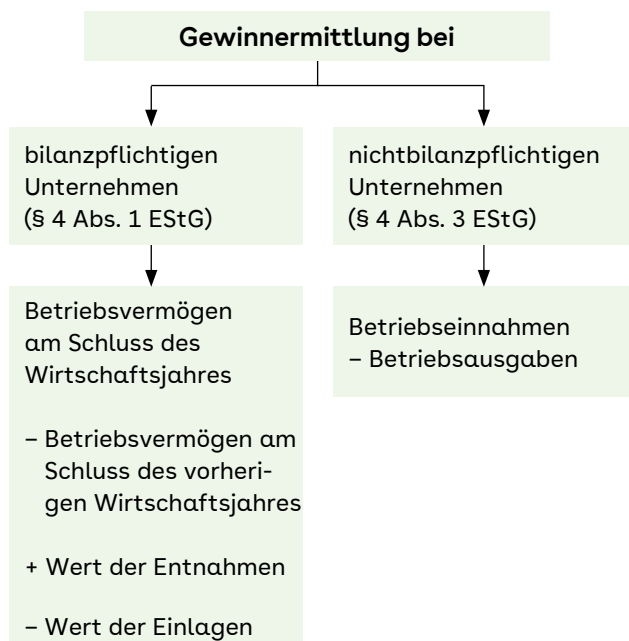 Gewinnermittlung bei
bilanzpflichtigen
Unternehmen
(§ 4 Abs. 1 EStG)
nichtbilanzpflichtigen
Unternehmen
(§ 4 Abs. 3 EStG)
Betriebsvermögen
am Schluss des
Wirtschaftsjahres
– Betriebsvermögen am
Schluss des vorheri-
gen Wirtschaftsjahres
+ Wert der Entnahmen
– Wert der Einlagen
Betriebseinnahmen
– Betriebsausgaben